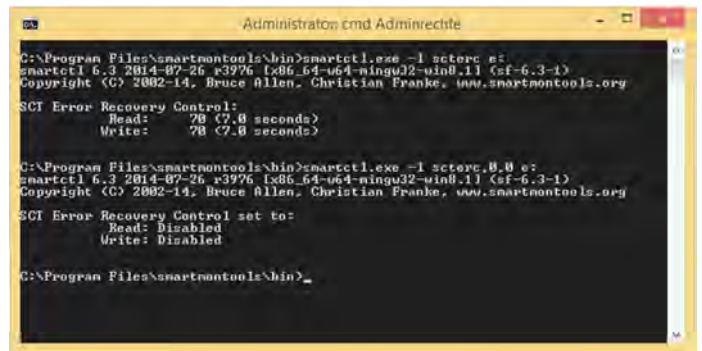 Administrator: cmd Adminrechte
C:\Program Files\smartmontools\bin>smartctl.exe -l scterc e:
smartctl 6.3 2014-07-26 r3976 [x86_64-w64-mingw32-win8.1] (sf-6.3-1)
Copyright (C) 2002-14, Bruce Allen, Christian Franke, www.smartmontools.org
SCT Error Recovery Control:
Read: 70 (7.0 seconds)
Write: 70 (7.0 seconds)
C:\Program Files\smartmontools\bin>smartctl.exe -l scterc,0,0 e:
smartctl 6.3 2014-07-26 r3976 [x86_64-w64-mingw32-win8.1] (sf-6.3-1)
Copyright (C) 2002-14, Bruce Allen, Christian Franke, www.smartmontools.org
SCT Error Recovery Control set to:
Read: Disabled
Write: Disabled
C:\Program Files\smartmontools\bin>_